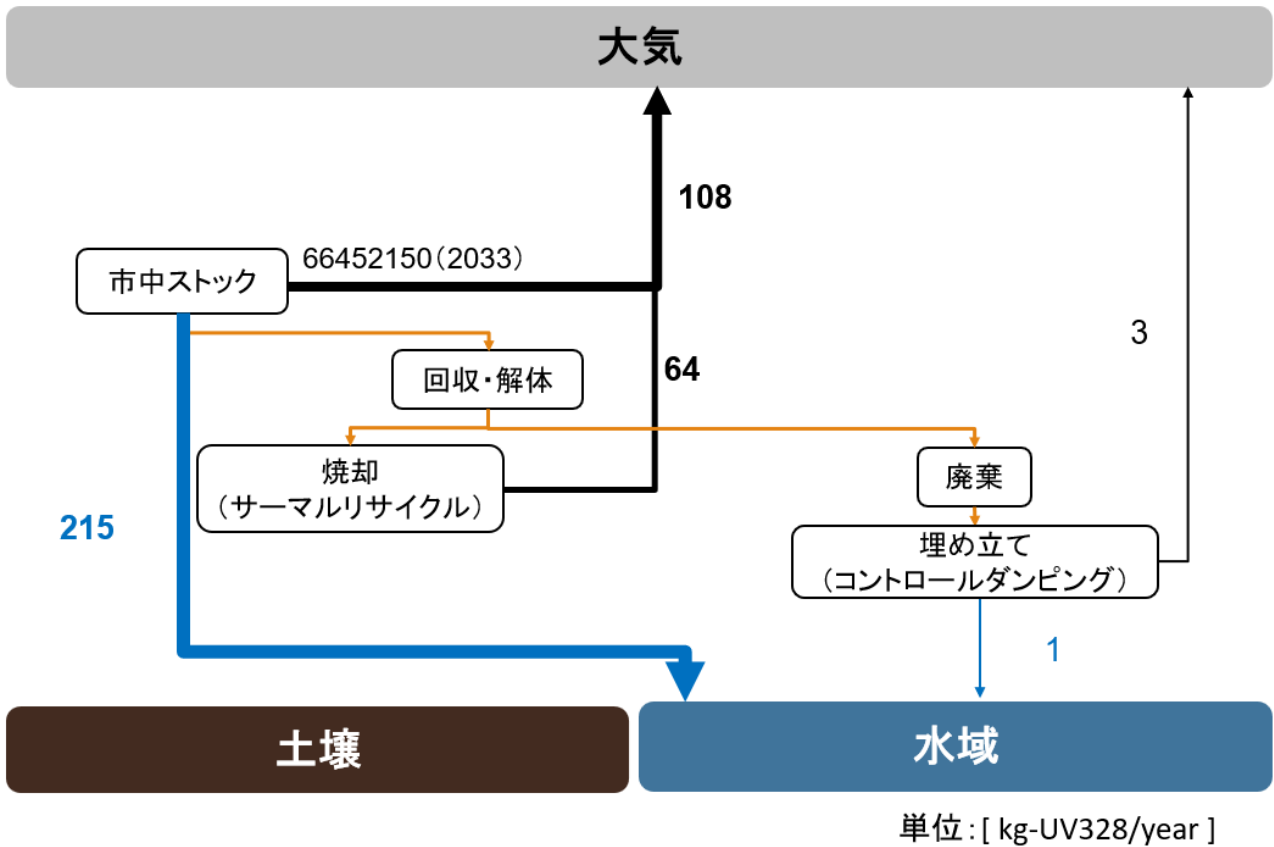 大気
108
66452150(2033)
市中ストック
3
64
回収・解体
焼却
(サーマルリサイクル)
廃棄
215
埋め立て
(コントロールダンピング)
1
土壌
水域
単位:[ kg-UV328/year ]